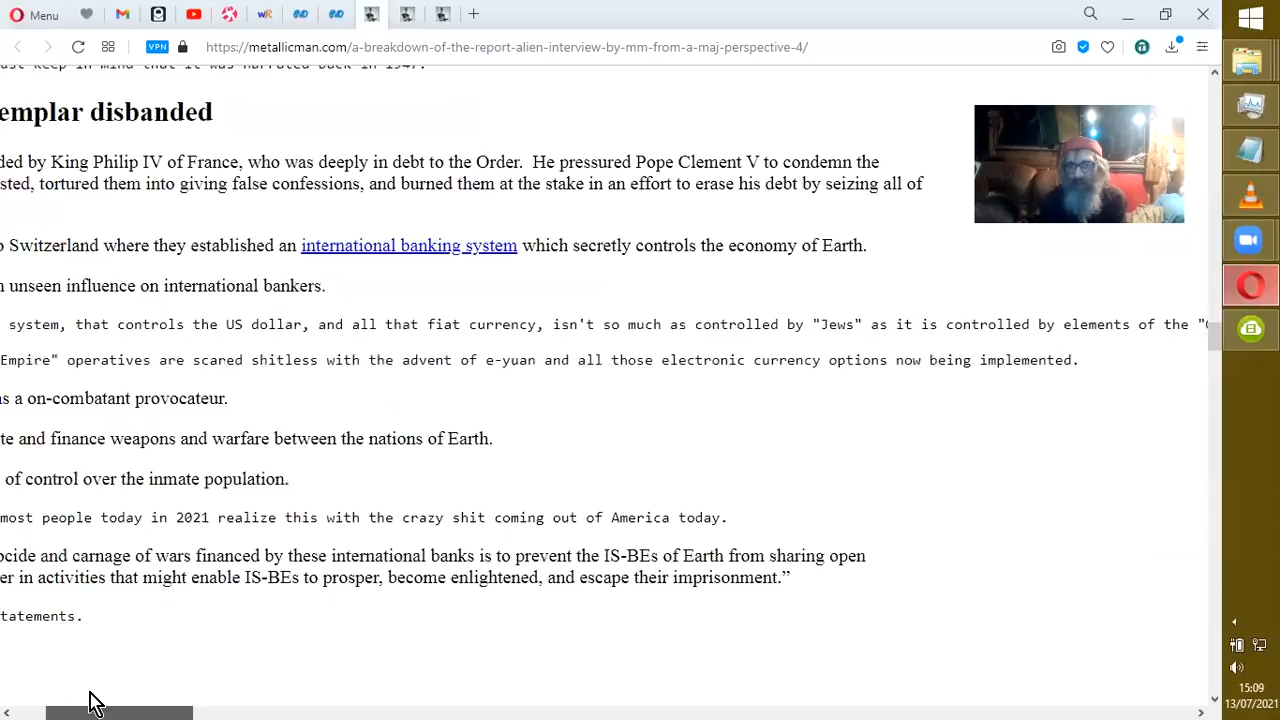 Menu
https://metallicman.com/a-breakdown-of-the-report-alien-interview-by-mm-from-a-maj-perspective-4/
VPN
ust keep in mind that it was narrated back in 1947.
emplar disbanded
ded by King Philip IV of France, who was deeply in debt to the Order. He pressured Pope Clement V to condemn the
sted, tortured them into giving false confessions, and burned them at the stake in an effort to erase his debt by seizing all of
o Switzerland where they established an international banking system which secretly controls the economy of Earth.
n unseen influence on international bankers.
system, that controls the US dollar, and all that fiat currency, isn't so much as controlled by "Jews" as it is controlled by elements of the "
Empire" operatives are scared shitless with the advent of e-yuan and all those electronic currency options now being implemented.
as a on-combatant provocateur.
te and finance weapons and warfare between the nations of Earth.
of control over the inmate population.
most people today in 2021 realize this with the crazy shit coming out of America today.
ocide and carnage of wars financed by these international banks is to prevent the IS-BEs of Earth from sharing open
er in activities that might enable IS-BEs to prosper, become enlightened, and escape their imprisonment.”
tatements.
15:09
13/07/2021